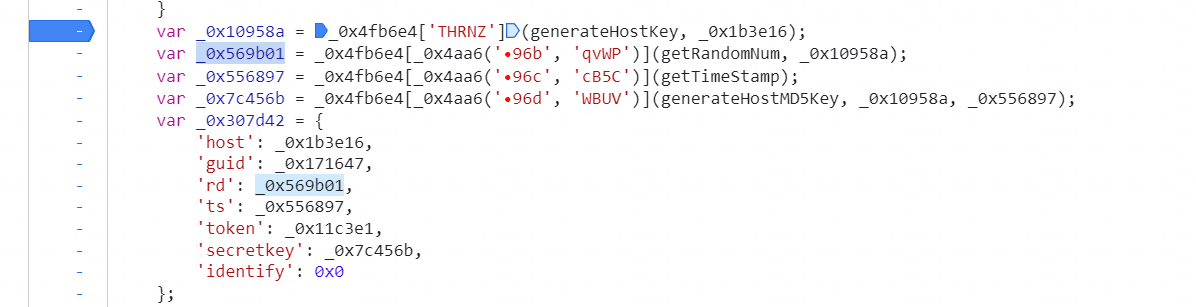 }
var _0x10958a = _0x4fb6e4['THRNZ'](generateHostKey, _0x1b3e16);
var _0x569b01 = _0x4fb6e4[_0x4aa6('•96b', 'qvWP')](getRandomNum, _0x10958a);
var _0x556897 = _0x4fb6e4[_0x4aa6('•96c', 'cB5C')](getTimeStamp);
var _0x7c456b = _0x4fb6e4[_0x4aa6('•96d', 'WBUV')](generateHostMD5Key, _0x10958a, _0x556897);
var _0x307d42 = {
'host': _0x1b3e16,
'guid': _0x171647,
'rd': _0x569b01,
'ts': _0x556897,
'token': _0x11c3e1,
'secretkey': _0x7c456b,
'identify': 0x0
};